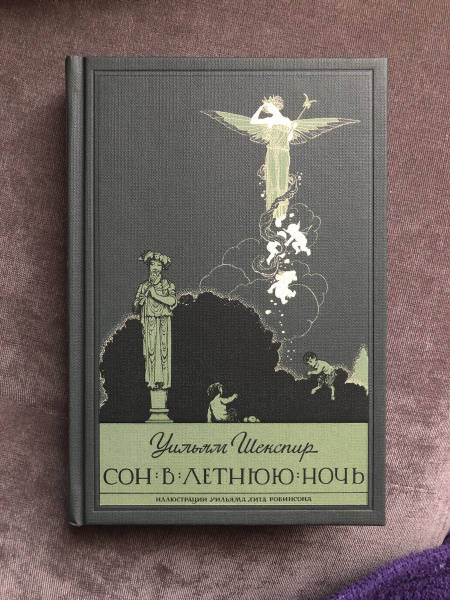 Уильям Шекспир
СОН·В·ЛЕТНЮЮ·НОЧЬ
ИЛЛЮСТРАЦИИ УИЛЬЯМА ХИТА РОБИНСОНА